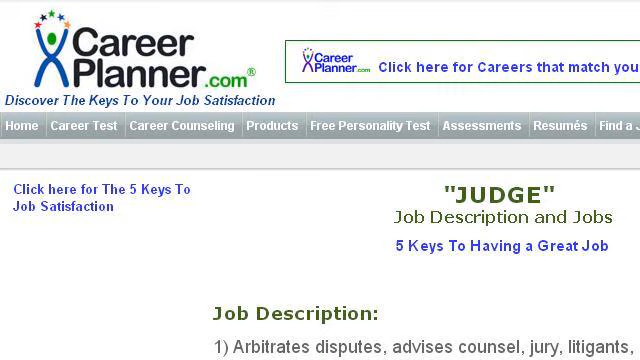 Career
Planner.com®
Discover The Keys To Your Job Satisfaction
Career
Planner.com
Click here for Careers that match you
Home Career Test Career Counseling Products Free Personality Test Assessments Resumés Find a J
Click here for The 5 Keys To
Job Satisfaction
"JUDGE"
Job Description and Jobs
5 Keys To Having a Great Job
Job Description:
1) Arbitrates disputes, advises counsel, jury, litigants,